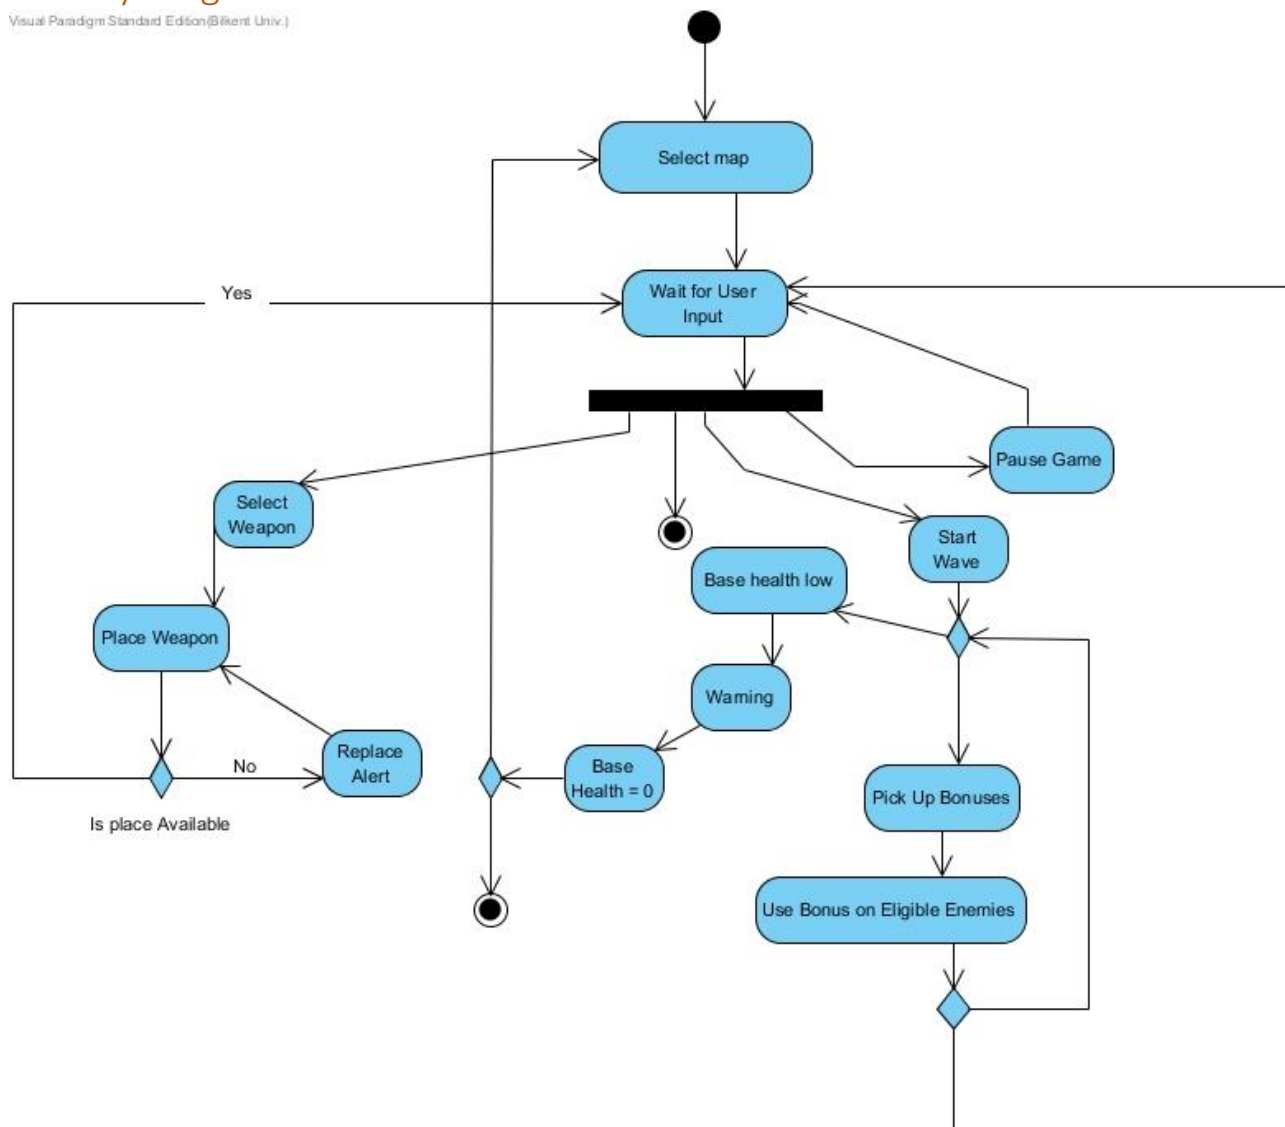 Visual Paradigm Standard Edition(Bilkent Univ.)
Select map
Yes
Wait for User
Input
Pause Game
Select
Weapon
Start
Wave
Base health low
Place Weapon
Warning
Replace
Alert
No
Base
Health = 0
Pick Up Bonuses
Is place Available
Use Bonus on Eligible Enemies